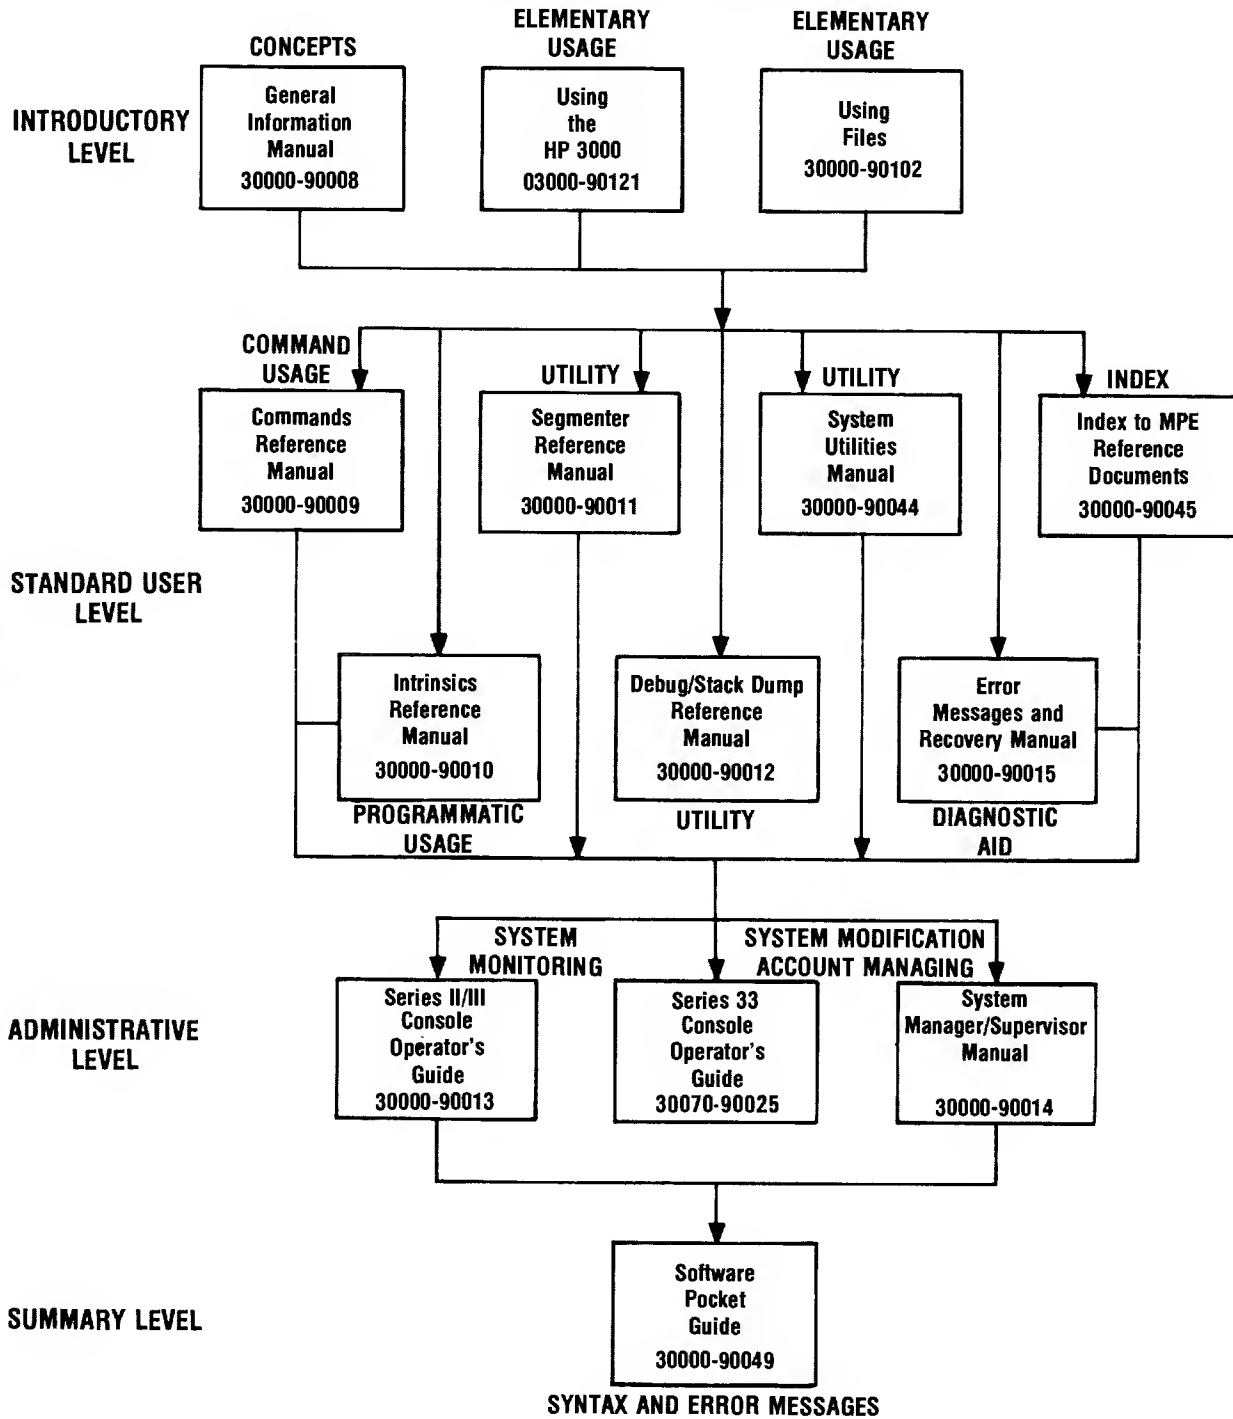 CONCEPTS
ELEMENTARY
USAGE
ELEMENTARY
USAGE
INTRODUCTORY
LEVEL
General
Information
Manual
30000-90008
Using
the
HP 3000
03000-90121
Using
Files
30000-90102
COMMAND
USAGE
UTILITY
UTILITY
INDEX
Commands
Reference
Manual
30000-90009
Segmenter
Reference
Manual
30000-90011
System
Utilities
Manual
30000-90044
Index to MPE
Reference
Documents
30000-90045
STANDARD USER
LEVEL
Intrinsics
Reference
Manual
30000-90010
PROGRAMMATIC
USAGE
Debug/Stack Dump
Reference
Manual
30000-90012
UTILITY
Error
Messages and
Recovery Manual
30000-90015
DIAGNOSTIC
AID
SYSTEM
MONITORING
SYSTEM MODIFICATION
ACCOUNT MANAGING
ADMINISTRATIVE
LEVEL
Series II/III
Console
Operator's
Guide
30000-90013
Series 33
Console
Operator's
Guide
30070-90025
System
Manager/Supervisor
Manual
30000-90014
SUMMARY LEVEL
Software
Pocket
Guide
30000-90049
SYNTAX AND ERROR MESSAGES